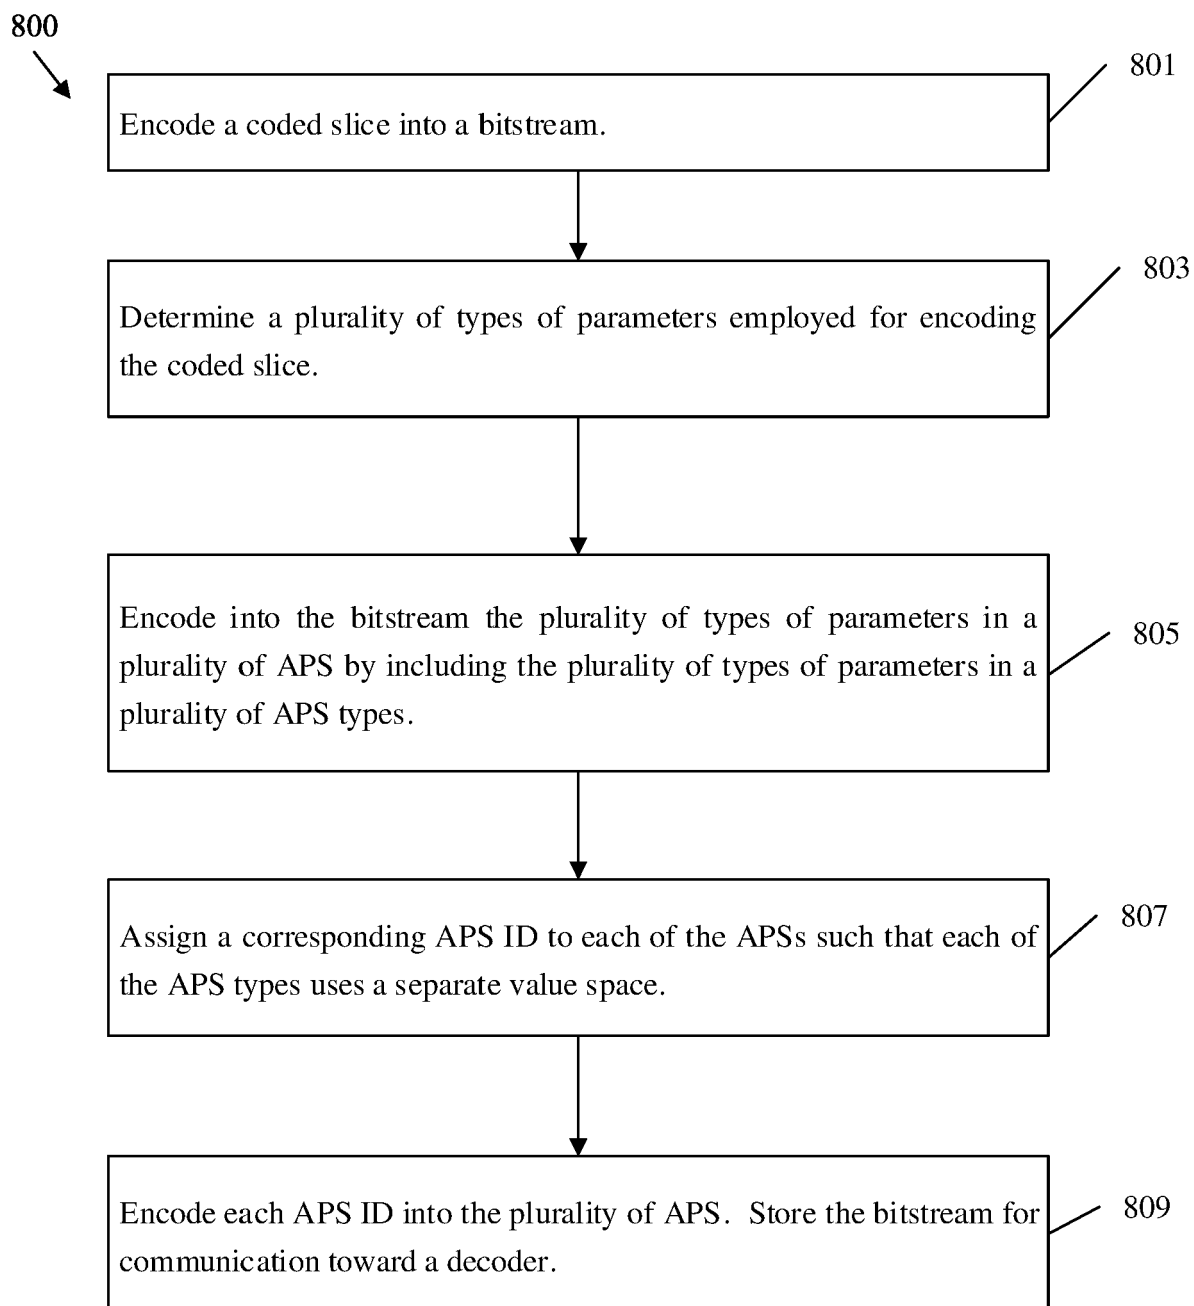 800
801
Encode a coded slice into a bitstream.
803
Determine a plurality of types of parameters employed for encoding
the coded slice.
805
Encode into the bitstream the plurality of types of parameters in a
plurality of APS by including the plurality of types of parameters in a
plurality of APS types.
807
Assign a corresponding APS ID to each of the APSs such that each of
the APS types uses a separate value space.
809
Encode each APS ID into the plurality of APS.  Store the bitstream for
communication toward a decoder.